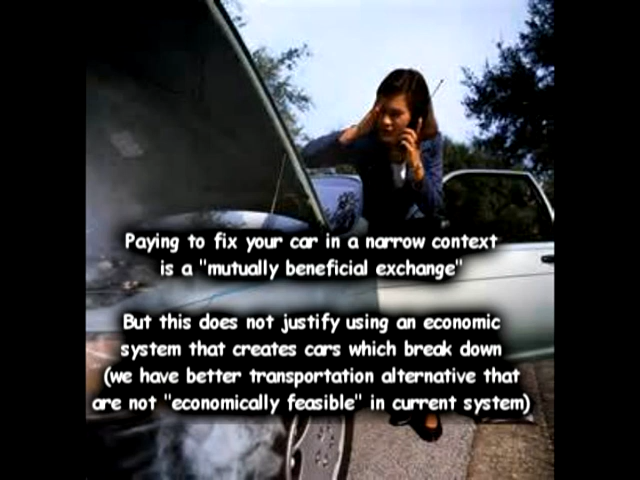 Paying to fix your car in a narrow context
is a "mutually beneficial exchange"
But this does not justify using an economic
system that creates cars which break down
(we have better transportation alternative that
are not "economically feasible" in current system)